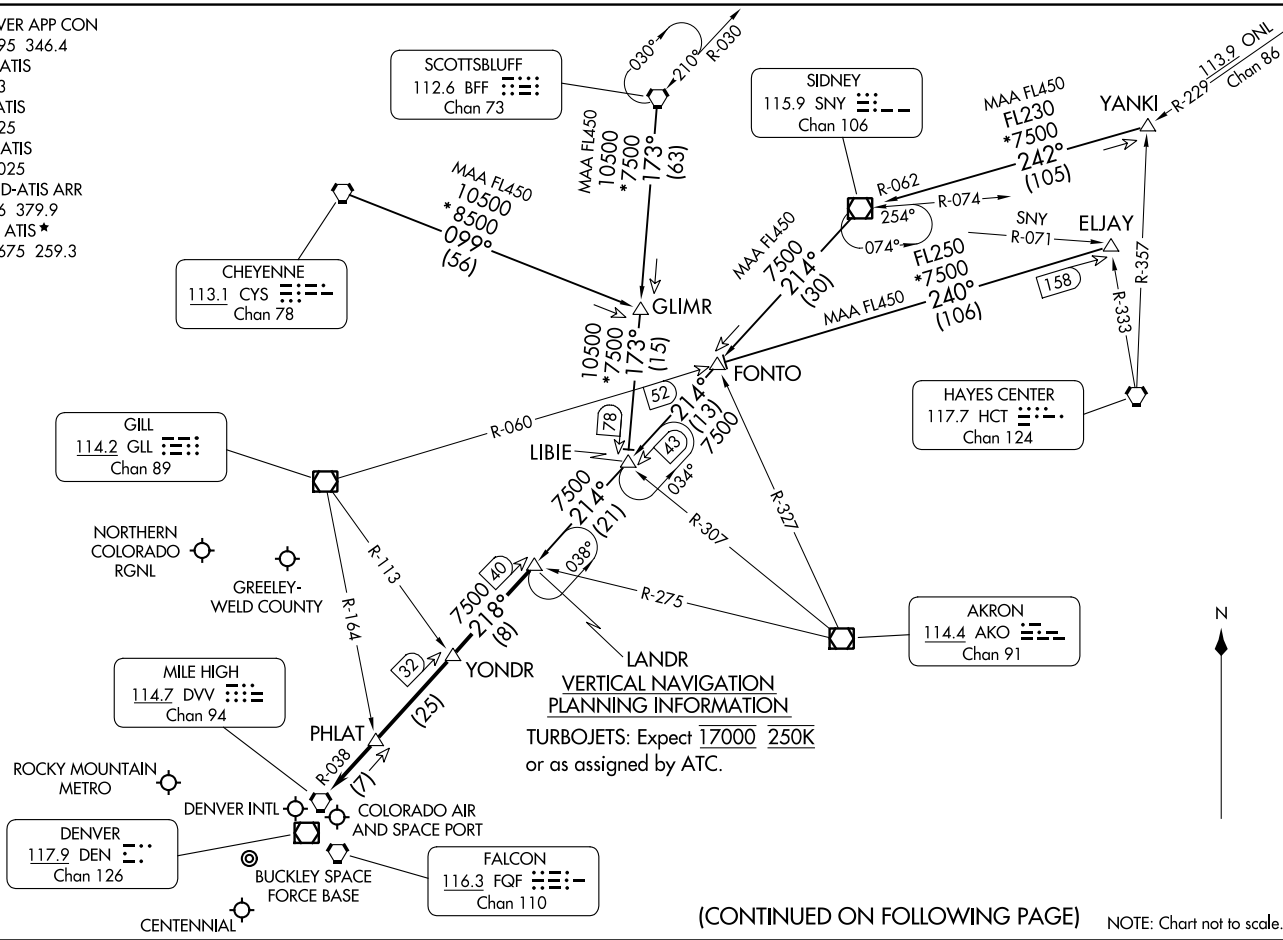 VER APP CON
95 346.4
ATIS
3
ATIS
25
ATIS
025
D-ATIS ARR
6 379.9
ATIS ★
675 259.3
SCOTTSBLUFF
112.6 BFF
Chan 73
030°
210°
R-030
SIDNEY
115.9 SNY
Chan 106
MAA FL450
FL230
*7500
242°
(105)
YANKI
R-229
113.9 ONL
Chan 86
MAA FL450
10500
*7500
173°
(63)
MAA FL450
10500
*8500
099°
(56)
CHEYENNE
113.1 CYS
Chan 78
R-062
R-074
254°
074°
SNY
R-071
ELJAY
R-357
MAA FL450
7500
214°
(30)
FL250
*7500
MAA FL450 240°
(106)
158
R-333
GLIMR
10500
*7500
173°
(15)
FONTO
HAYES CENTER
117.7 HCT
Chan 124
GILL
114.2 GLL
Chan 89
R-060
52
78
214°
(13)
7500
43
034°
LIBIE
R-327
R-307
7500
214°
(21)
NORTHERN
COLORADO
RGNL
GREELEY-
WELD COUNTY
R-113
R-164
40
038°
R-275
7500
218°
(8)
AKRON
114.4 AKO
Chan 91
N
MILE HIGH
114.7 DVV
Chan 94
32
YONDR
LANDR
VERTICAL NAVIGATION
PLANNING INFORMATION
TURBOJETS: Expect 17000 250K
or as assigned by ATC.
(25)
PHLAT
R-038
(7)
ROCKY MOUNTAIN
METRO
DENVER INTL
COLORADO AIR
AND SPACE PORT
DENVER
117.9 DEN
Chan 126
BUCKLEY SPACE
FORCE BASE
FALCON
116.3 FQF
Chan 110
CENTENNIAL
(CONTINUED ON FOLLOWING PAGE)
NOTE: Chart not to scale.